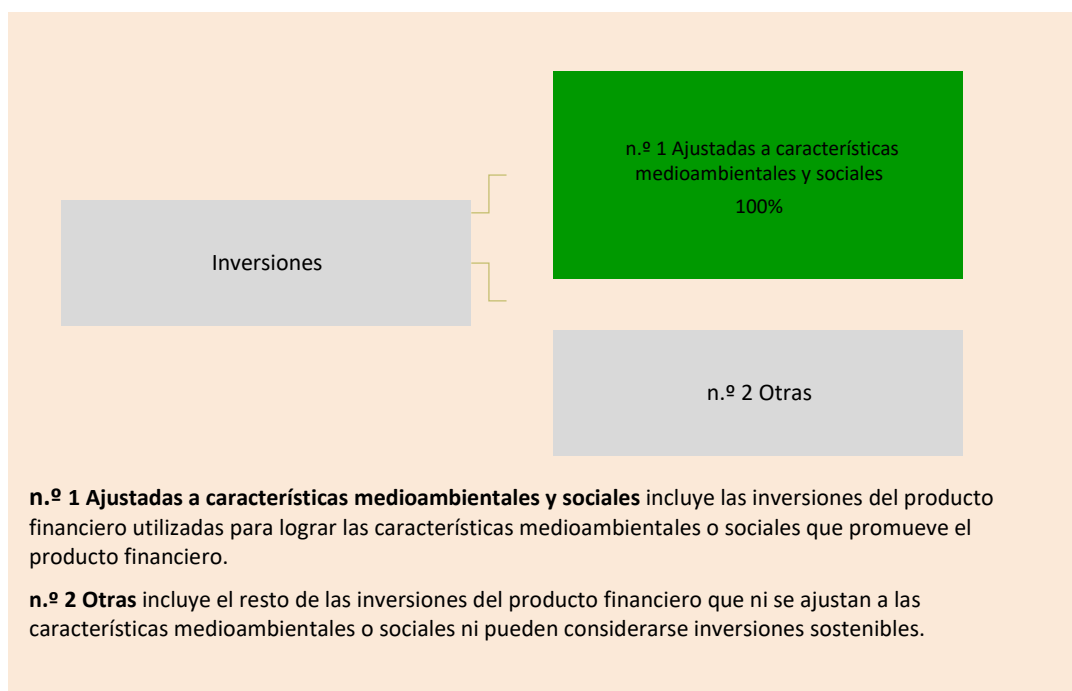 n.º 1 Ajustadas a características
medioambientales y sociales
100%
Inversiones
n.º 2 Otras
n.º 1 Ajustadas a características medioambientales y sociales incluye las inversiones del producto
financiero utilizadas para lograr las características medioambientales o sociales que promueve el
producto financiero.
n.º 2 Otras incluye el resto de las inversiones del producto financiero que ni se ajustan a las
características medioambientales o sociales ni pueden considerarse inversiones sostenibles.